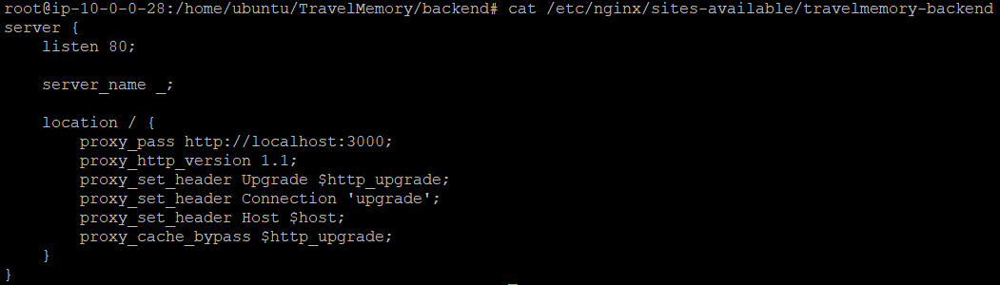 root@ip-10-0-0-28:/home/ubuntu/TravelMemory/backend# cat /etc/nginx/sites-available/travelmemory-backend
server {
    listen 80;

    server_name _;

    location / {
        proxy_pass http://localhost:3000;
        proxy_http_version 1.1;
        proxy_set_header Upgrade $http_upgrade;
        proxy_set_header Connection 'upgrade';
        proxy_set_header Host $host;
        proxy_cache_bypass $http_upgrade;
    }
}